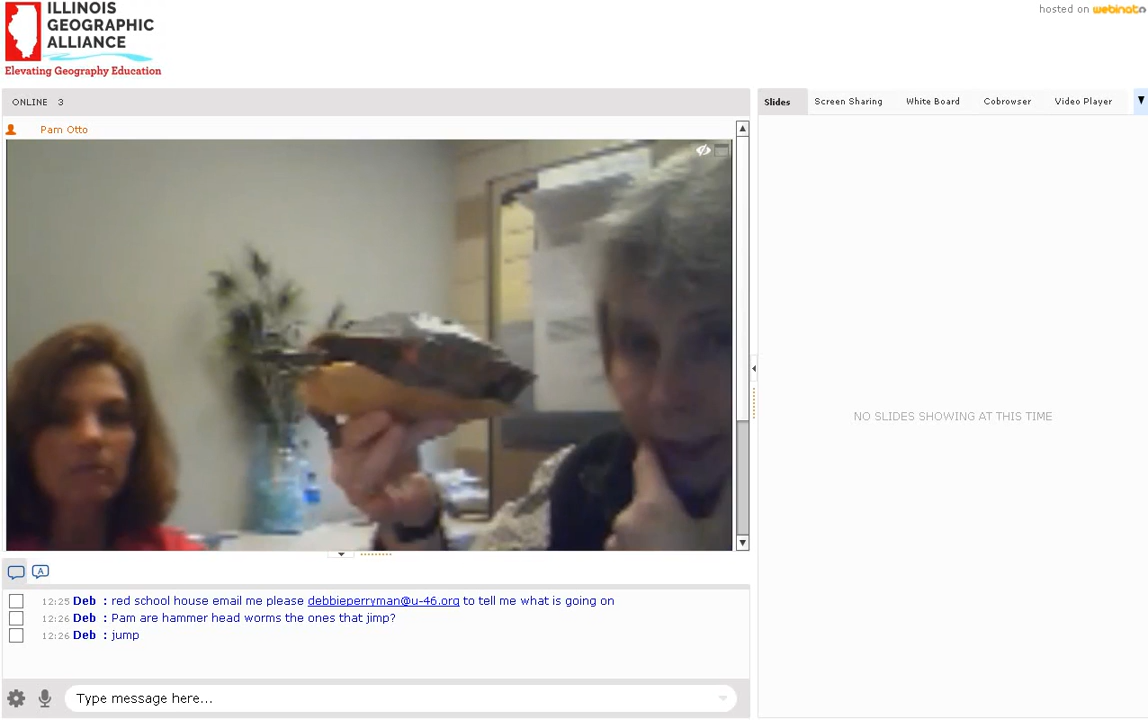 ILLINOIS
GEOGRAPHIC
ALLIANCE
Elevating Geography Education
hosted on webinato
ONLINE 3
Pam Otto
Slides Screen Sharing White Board Cobrowser Video Player
NO SLIDES SHOWING AT THIS TIME
A
12:25 Deb : red school house email me please debbieperryman@u-46.org to tell me what is going on
12:26 Deb : Pam are hammer head worms the ones that jimp?
12:26 Deb : jump
Type message here...